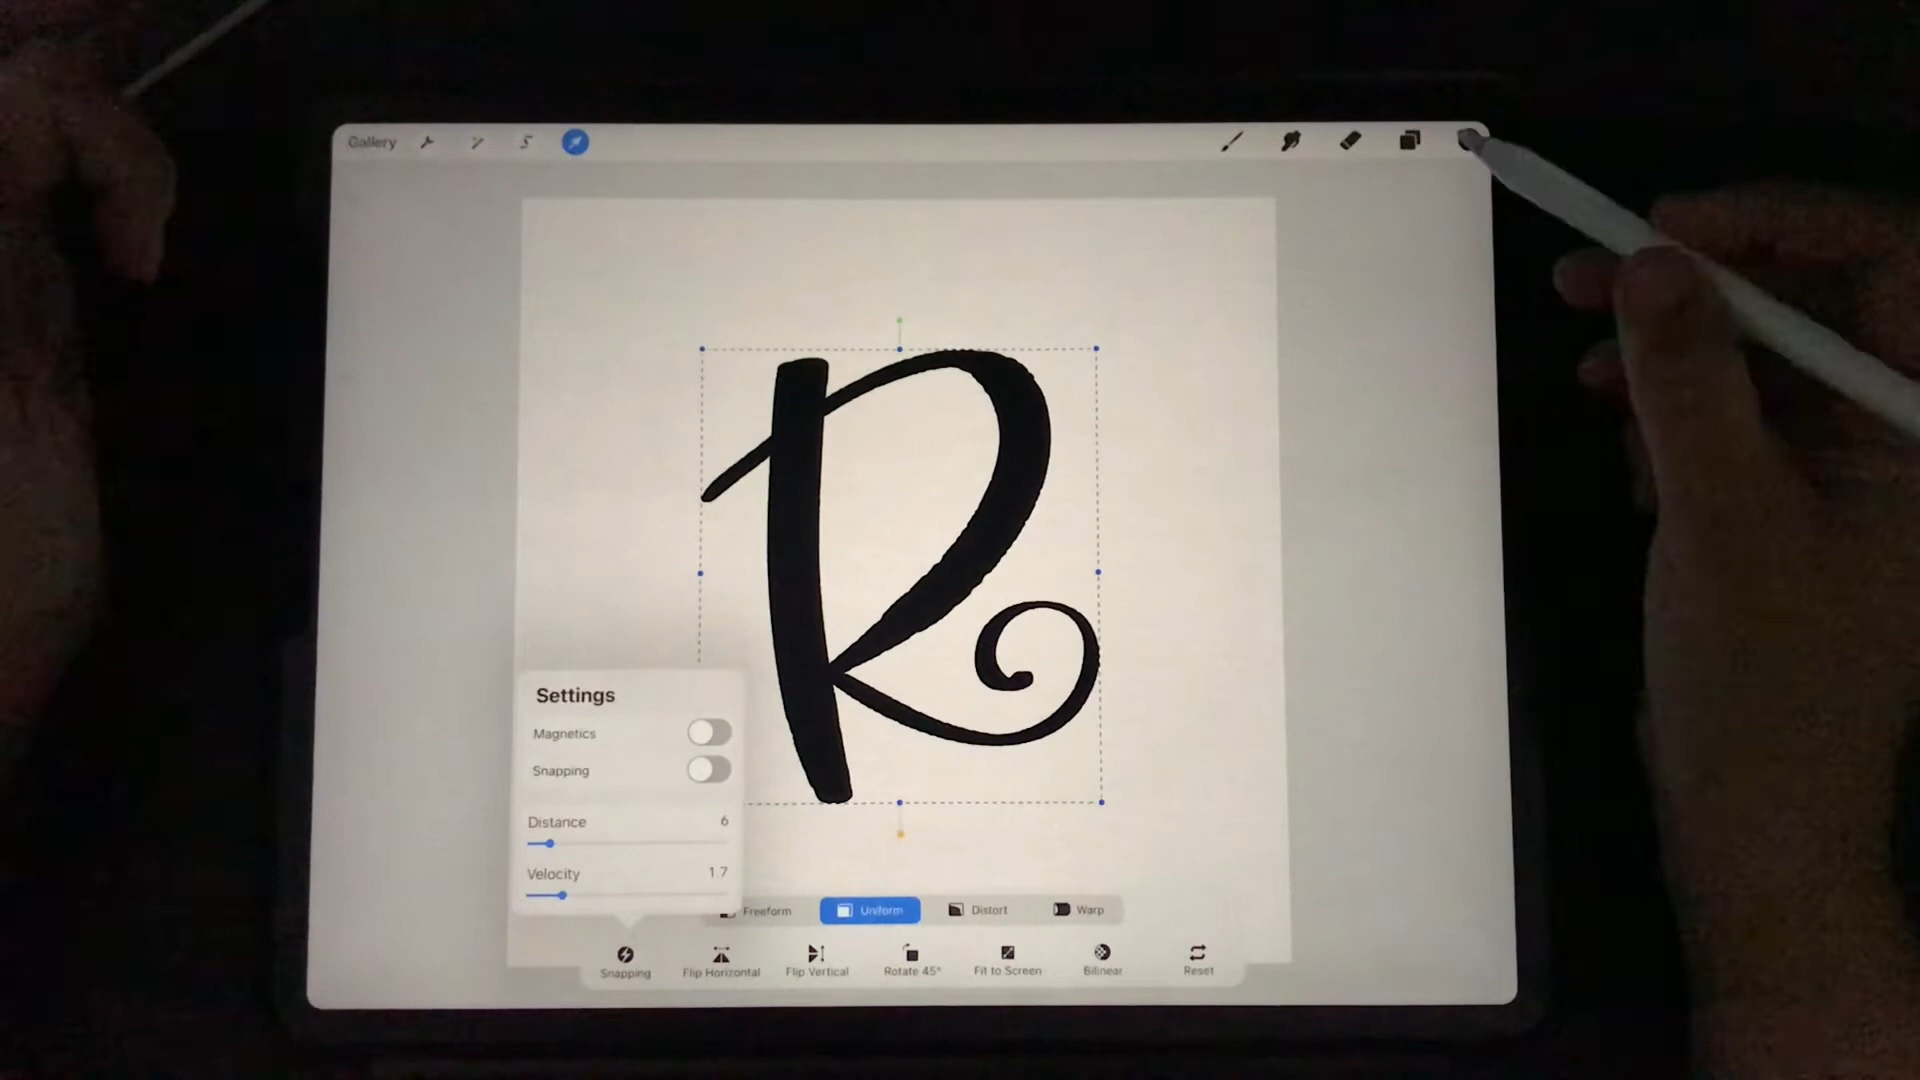 Gallery
R
Settings
Magnetics
Snapping
Distance 6
Velocity 1.7
Freeform Uniform Distort Warp
Snapping Flip Horizontal Flip Vertical Rotate 45° Fit to Screen Bilinear Reset